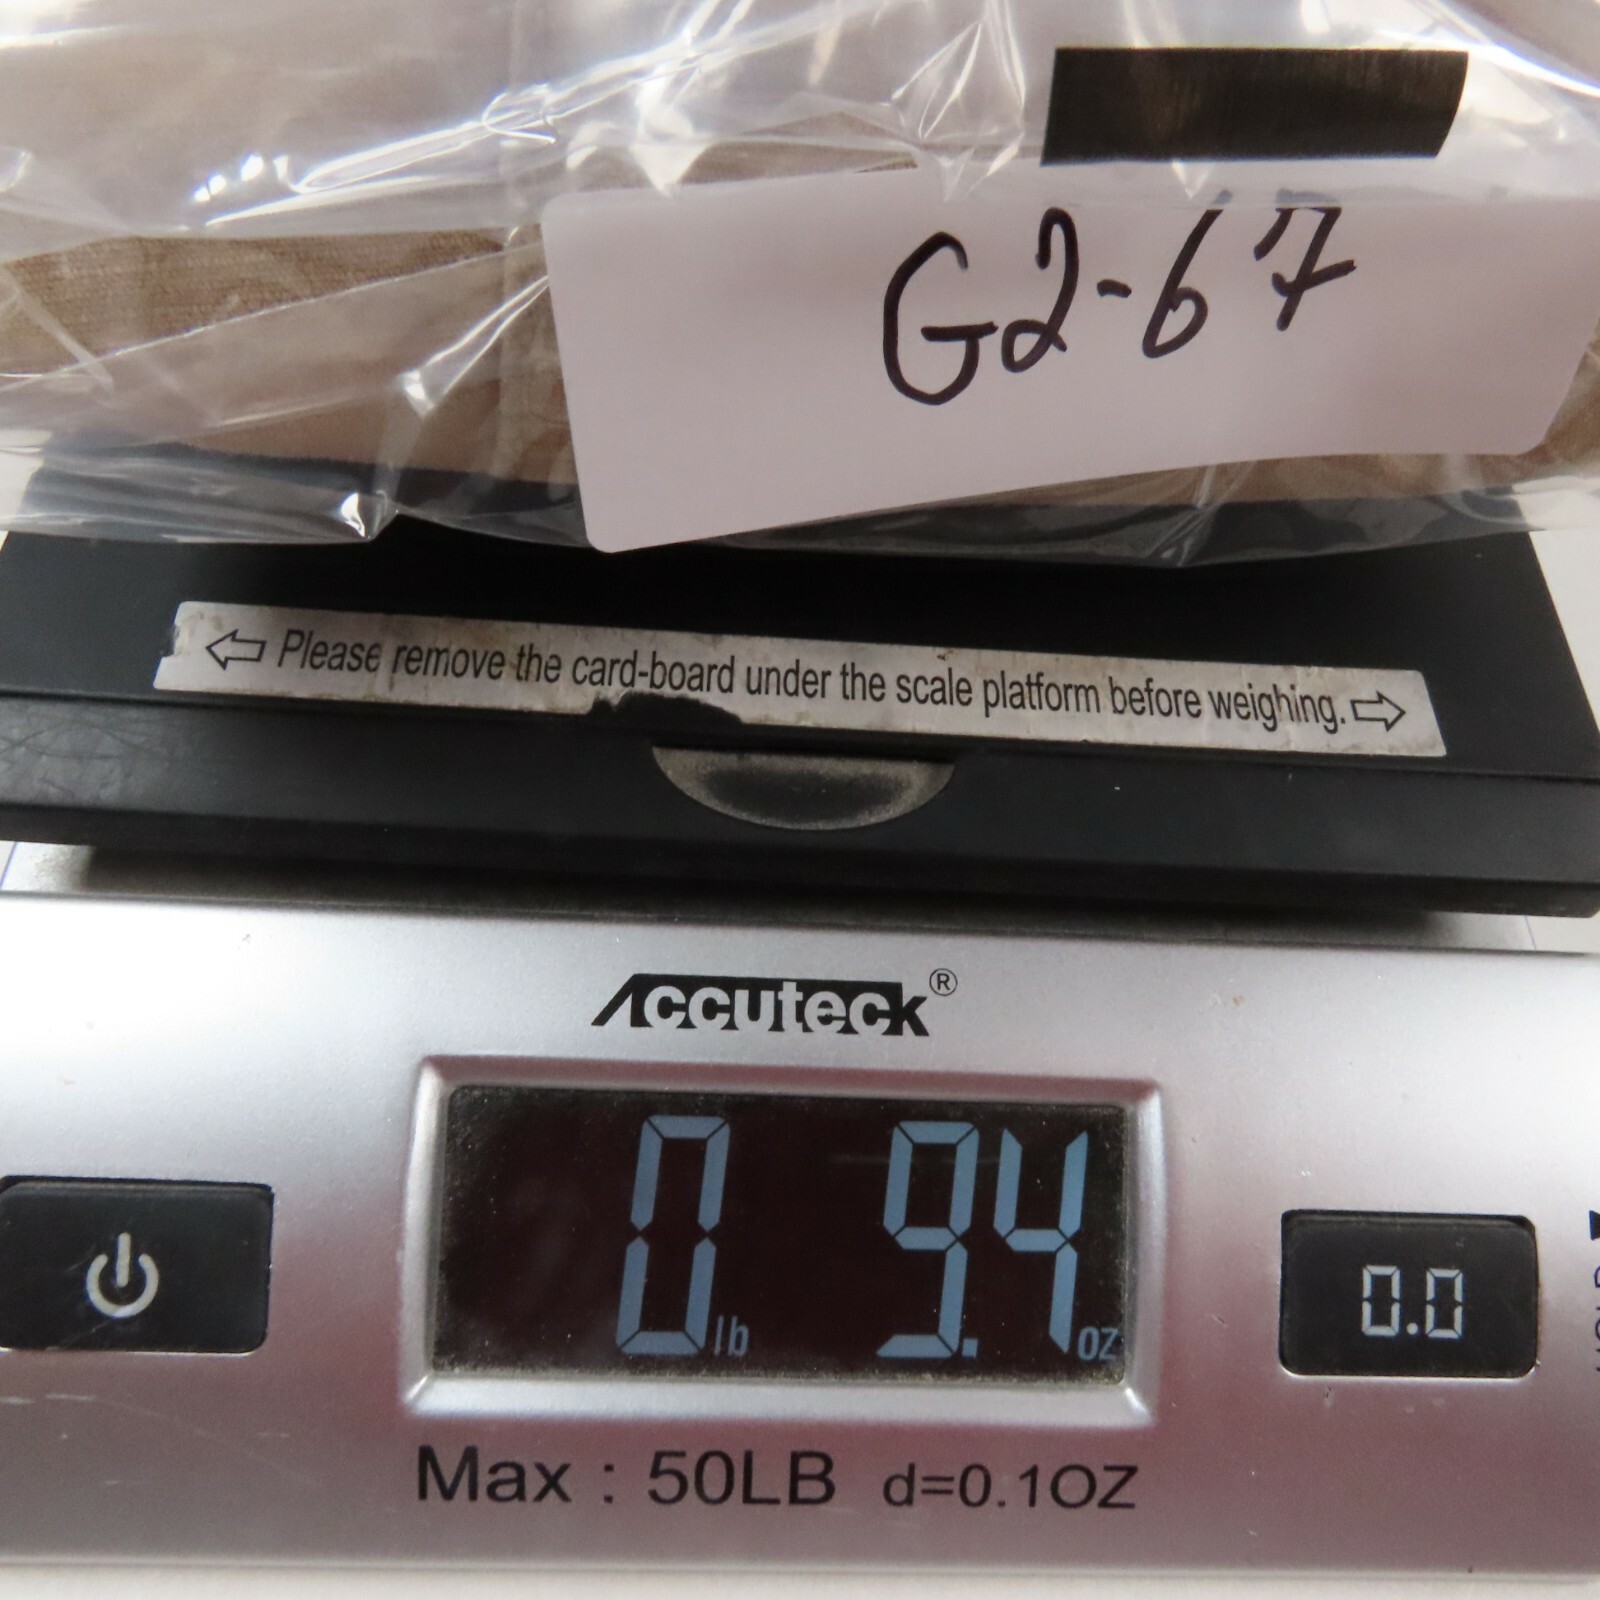 G2-67
Please remove the card-board under the scale platform before weighing.
Accuteck®
0 lb 9.4 oz
0.0
Max : 50LB d=0.1OZ